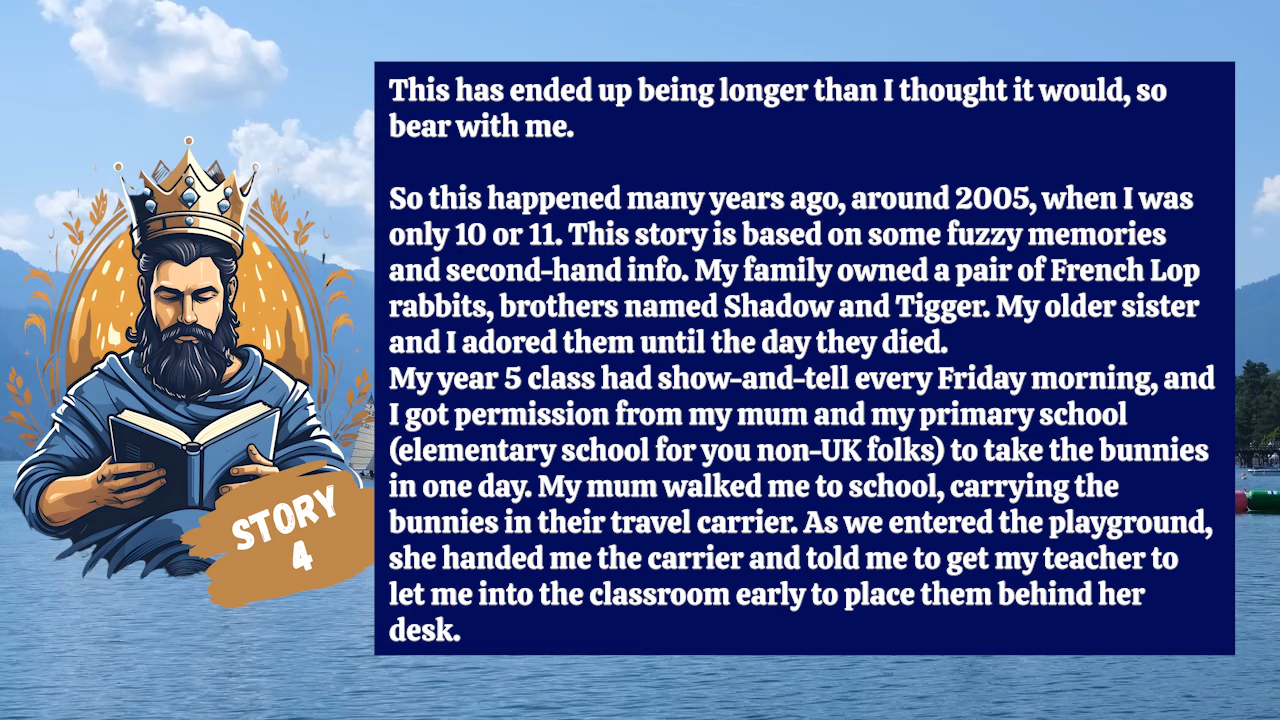 This has ended up being longer than I thought it would, so
bear with me.
So this happened many years ago, around 2005, when I was
only 10 or 11. This story is based on some fuzzy memories
and second-hand info. My family owned a pair of French Lop
rabbits, brothers named Shadow and Tigger. My older sister
and I adored them until the day they died.
My year 5 class had show-and-tell every Friday morning, and
I got permission from my mum and my primary school
(elementary school for you non-UK folks) to take the bunnies
in one day. My mum walked me to school, carrying the
bunnies in their travel carrier. As we entered the playground,
she handed me the carrier and told me to get my teacher to
let me into the classroom early to place them behind her
desk.
STORY
4